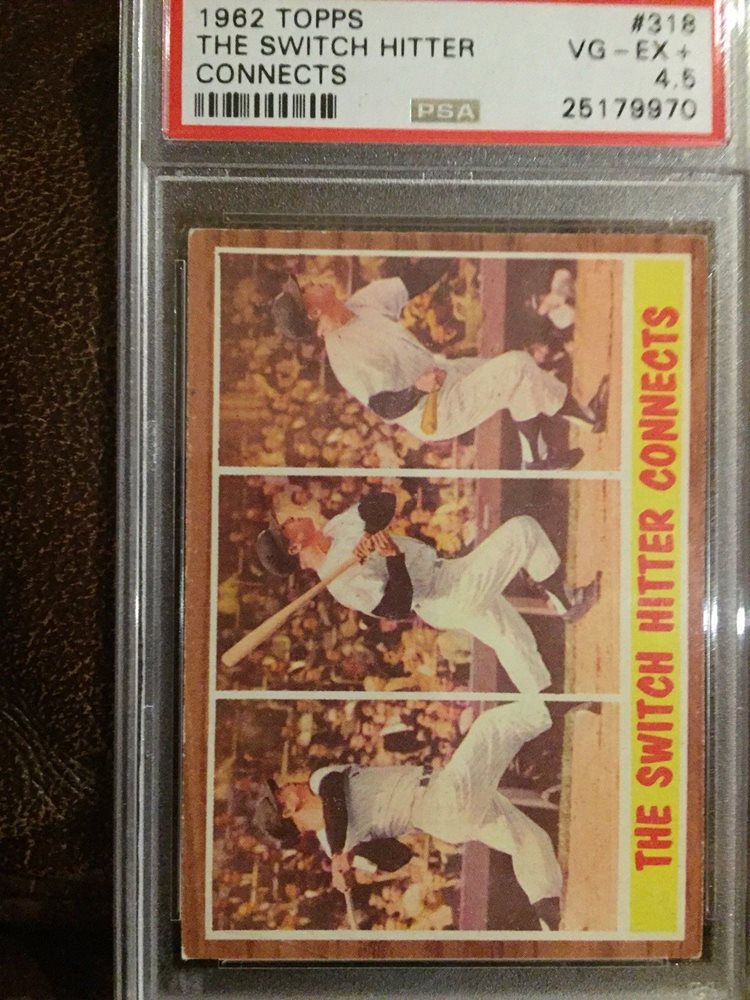 1962 TOPPS #318
THE SWITCH HITTER VG - EX +
CONNECTS 4.5
PSA 25179970
THE SWITCH HITTER CONNECTS